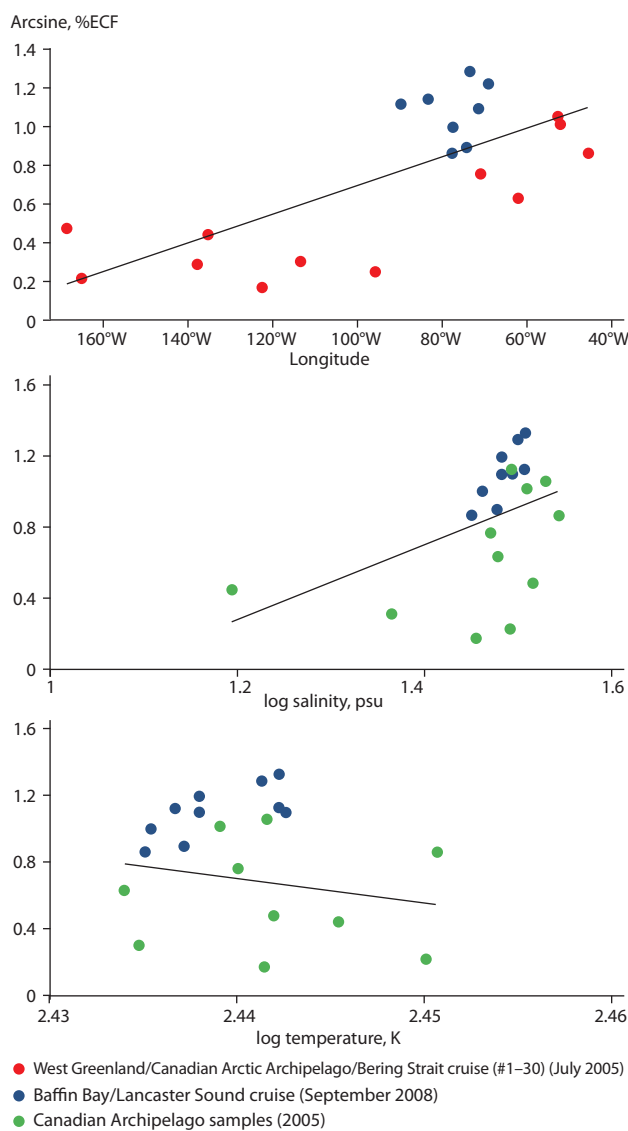 Arcsine, %ECF
1.4
1.2
1.0
0.8
0.6
0.4
0.2
0
160°W 140°W 120°W 100°W 80°W 60°W 40°W
Longitude
1.6
1.2
0.8
0.4
0
1 1.2 1.4 1.6
log salinity, psu
1.6
1.2
0.8
0.4
0
2.43 2.44 2.45 2.46
log temperature, K
West Greenland/Canadian Arctic Archipelago/Bering Strait cruise (#1–30) (July 2005)
Baffin Bay/Lancaster Sound cruise (September 2008)
Canadian Archipelago samples (2005)